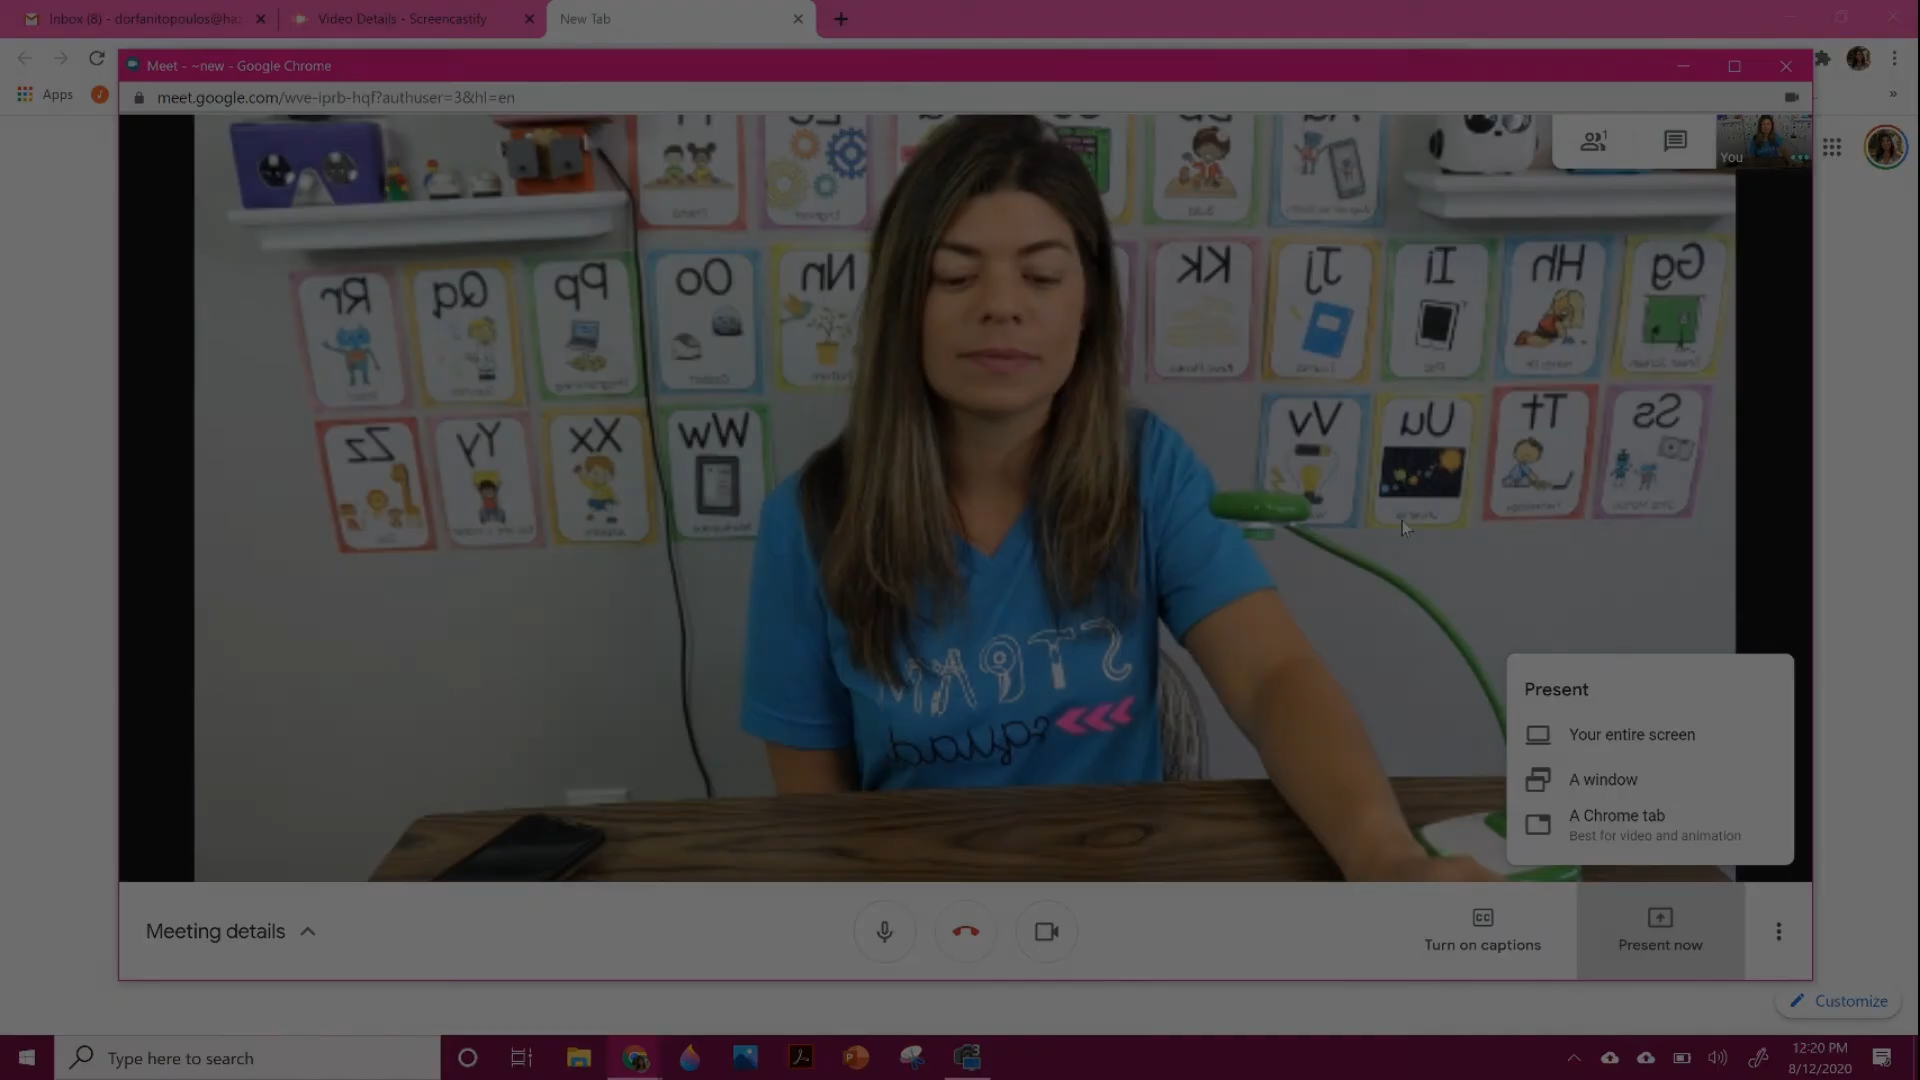 Inbox (8) - dorfanitopoulos@ha
Video Details - Screencastify
New Tab
Meet - ~new - Google Chrome
Apps
meet.google.com/wve-iprb-hqf?authuser=3&hl=en
You
Rr
Qq
Pp
Oo
Nn
Kk
Jj
Ii
Hh
Gg
Zz
Yy
Xx
Ww
Vv
Uu
Tt
Ss
STEAM
squad
Present
Your entire screen
A window
A Chrome tab
Best for video and animation
Meeting details
CC
Turn on captions
Present now
Customize
Type here to search
12:20 PM
8/12/2020